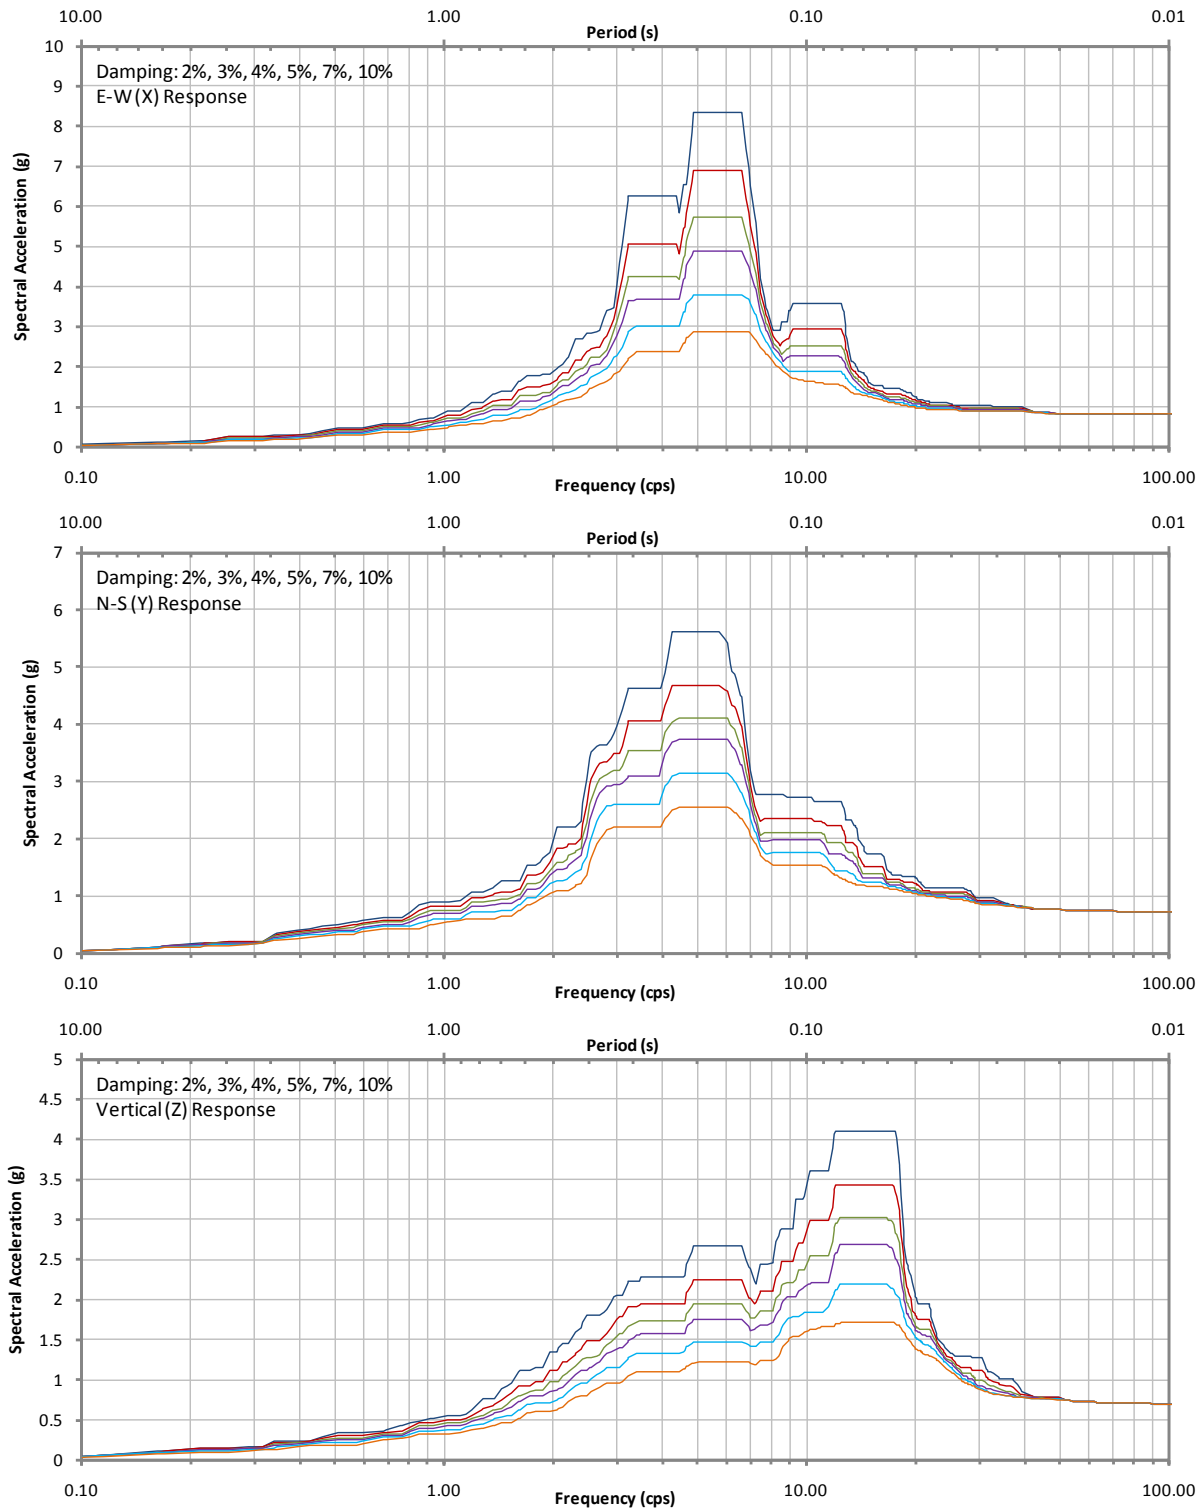 10.00 1.00 0.10 0.01
Period (s)
10
Damping: 2%, 3%, 4%, 5%, 7%, 10%
9
E-W (X) Response
8
7
6
5
4
3
2
1
0
Spectral Acceleration (g)
0.10 1.00 10.00 100.00
Frequency (cps)
10.00 1.00 0.10 0.01
Period (s)
7
Damping: 2%, 3%, 4%, 5%, 7%, 10%
N-S (Y) Response
6
5
4
3
2
1
0
Spectral Acceleration (g)
0.10 1.00 10.00 100.00
Frequency (cps)
10.00 1.00 0.10 0.01
Period (s)
5
Damping: 2%, 3%, 4%, 5%, 7%, 10%
4.5
Vertical (Z) Response
4
3.5
3
2.5
2
1.5
1
0.5
0
Spectral Acceleration (g)
0.10 1.00 10.00 100.00
Frequency (cps)